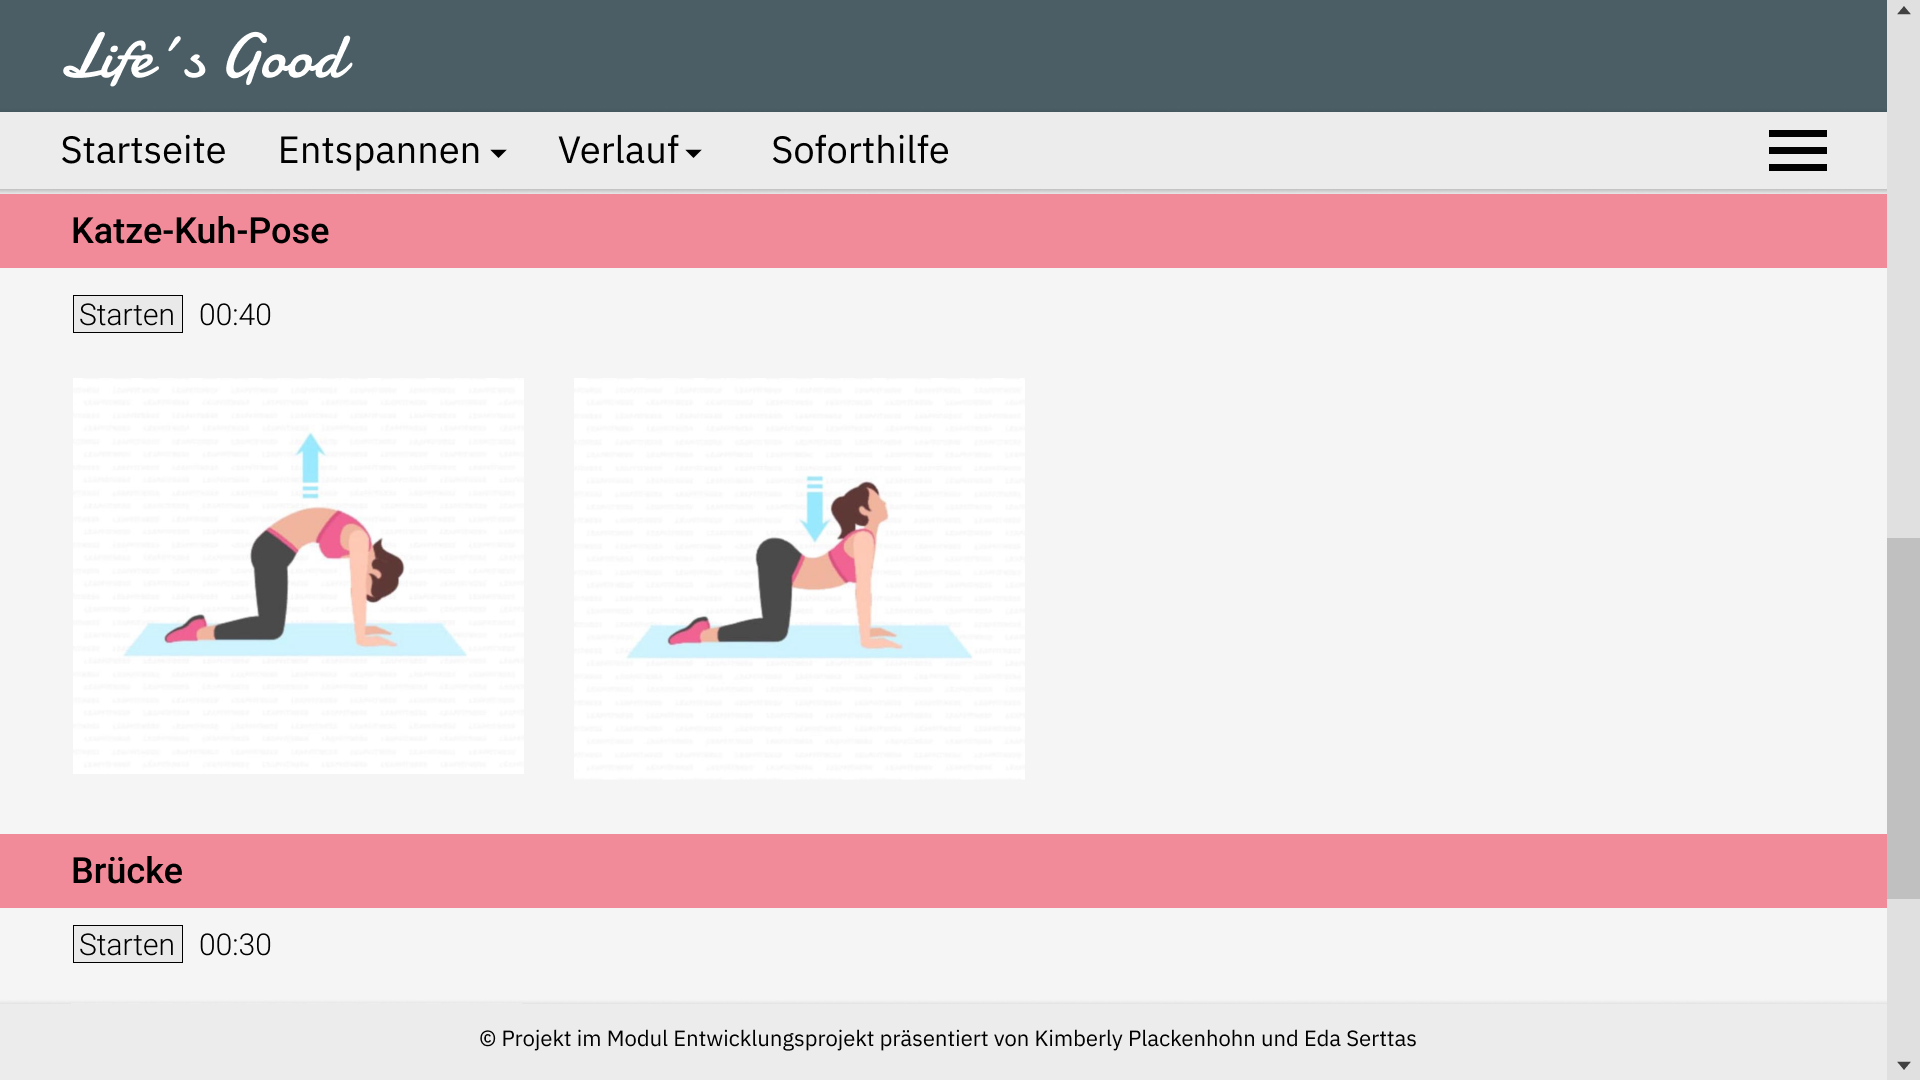 Life´s Good
Startseite Entspannen Verlauf Soforthilfe
Katze-Kuh-Pose
Starten 00:40
Brücke
Starten 00:30
© Projekt im Modul Entwicklungsprojekt präsentiert von Kimberly Plackenhohn und Eda Serttas